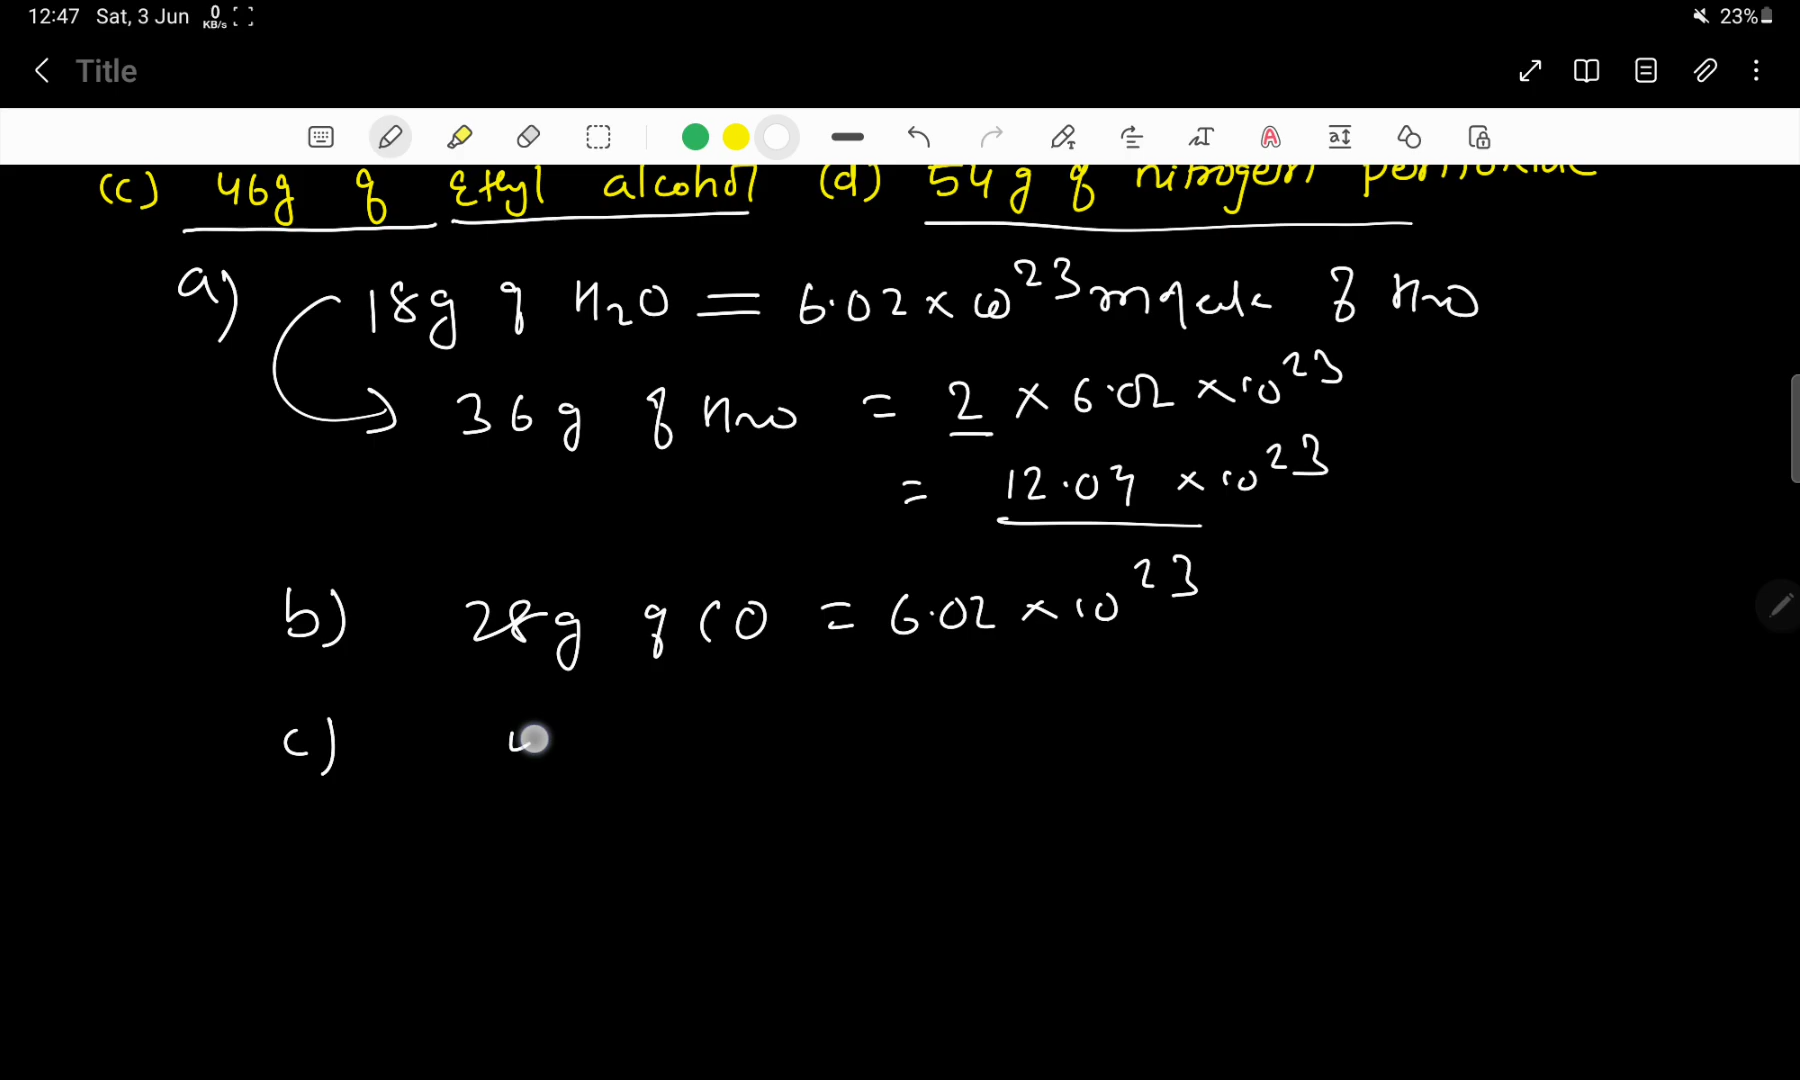 12:47 Sat, 3 Jun 0 KB/s 23%
Title
(c) 46g of Ethyl alcohol (d) 54g of nitrogen
a) 18g of H2O = 6.02 × 10^23 molecule of H2O
36g of H2O = 2 × 6.02 × 10^23
= 12.04 × 10^23
b) 28g of CO = 6.02 × 10^23
c)